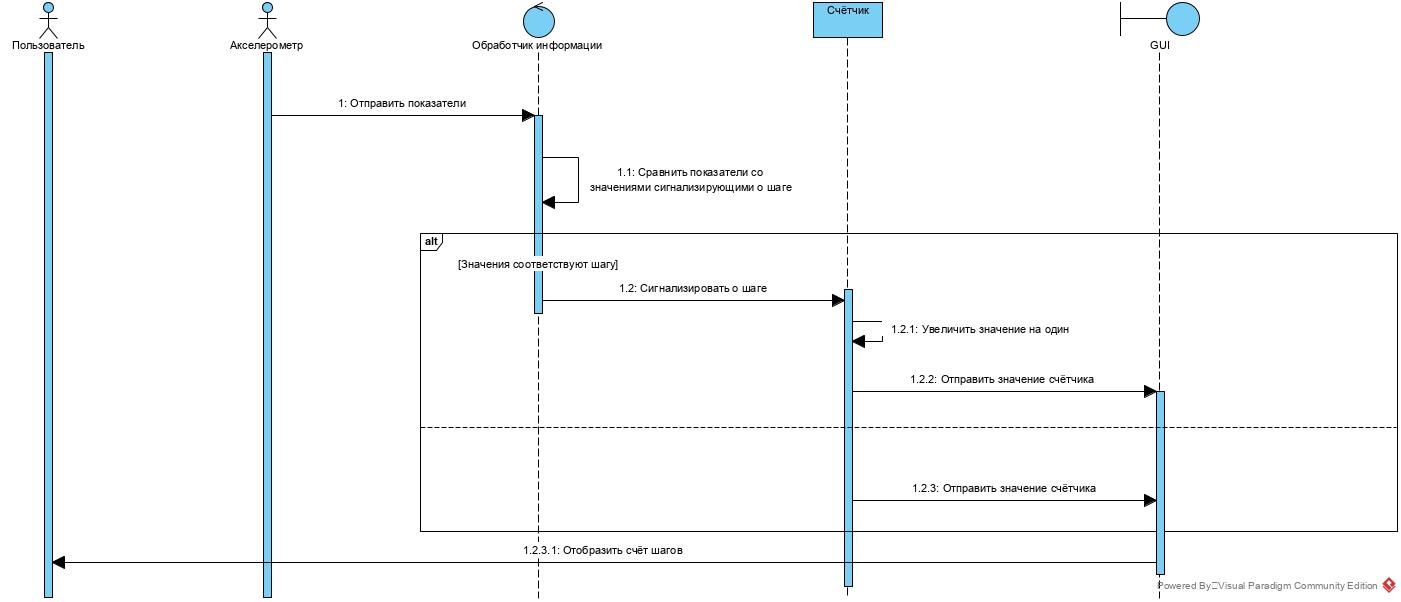 Счётчик
Пользователь
Акселерометр
Обработчик информации
GUI
1: Отправить показатели
1.1: Сравнить показатели со
значениями сигнализирующими о шаге
alt
[Значения соответствуют шагу]
1.2: Сигнализировать о шаге
1.2.1: Увеличить значение на один
1.2.2: Отправить значение счётчика
1.2.3: Отправить значение счётчика
1.2.3.1: Отобразить счёт шагов
Powered By Visual Paradigm Community Edition